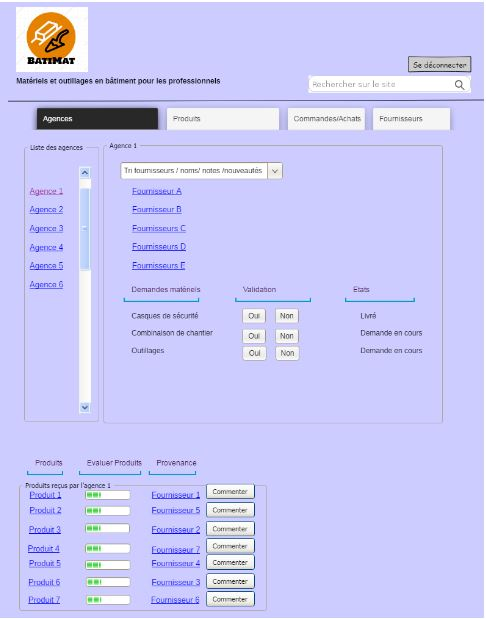 BATIMAT
Matériels et outillages en bâtiment pour les professionnels
Se déconnecter
Rechercher sur le site
Agences
Produits
Commandes/Achats
Fournisseurs
Liste des agences
Agence 1
Agence 2
Agence 3
Agence 4
Agence 5
Agence 6
Agence 1
Tri fournisseurs / noms/ notes /nouveautés
Fournisseur A
Fournisseur B
Fournisseurs C
Fournisseurs D
Fournisseurs E
Demandes matériels Validation Etats
Casques de sécurité Oui Non Livré
Combinaison de chantier Oui Non Demande en cours
Outillages Oui Non Demande en cours
Produits Evaluer Produits Provenance
Produits reçus par l'agence 1
Produit 1 Fournisseur 1 Commenter
Produit 2 Fournisseur 5 Commenter
Produit 3 Fournisseur 2 Commenter
Produit 4 Fournisseur 7 Commenter
Produit 5 Fournisseur 4 Commenter
Produit 6 Fournisseur 3 Commenter
Produit 7 Fournisseur 6 Commenter